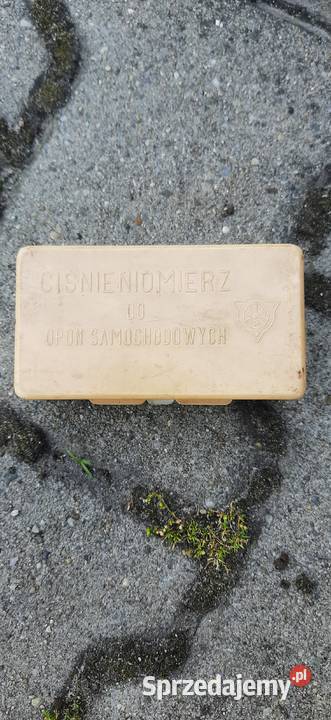 CIŚNIENIOMIERZ
DO
OPON SAMOCHODOWYCH
Sprzedajemy.pl